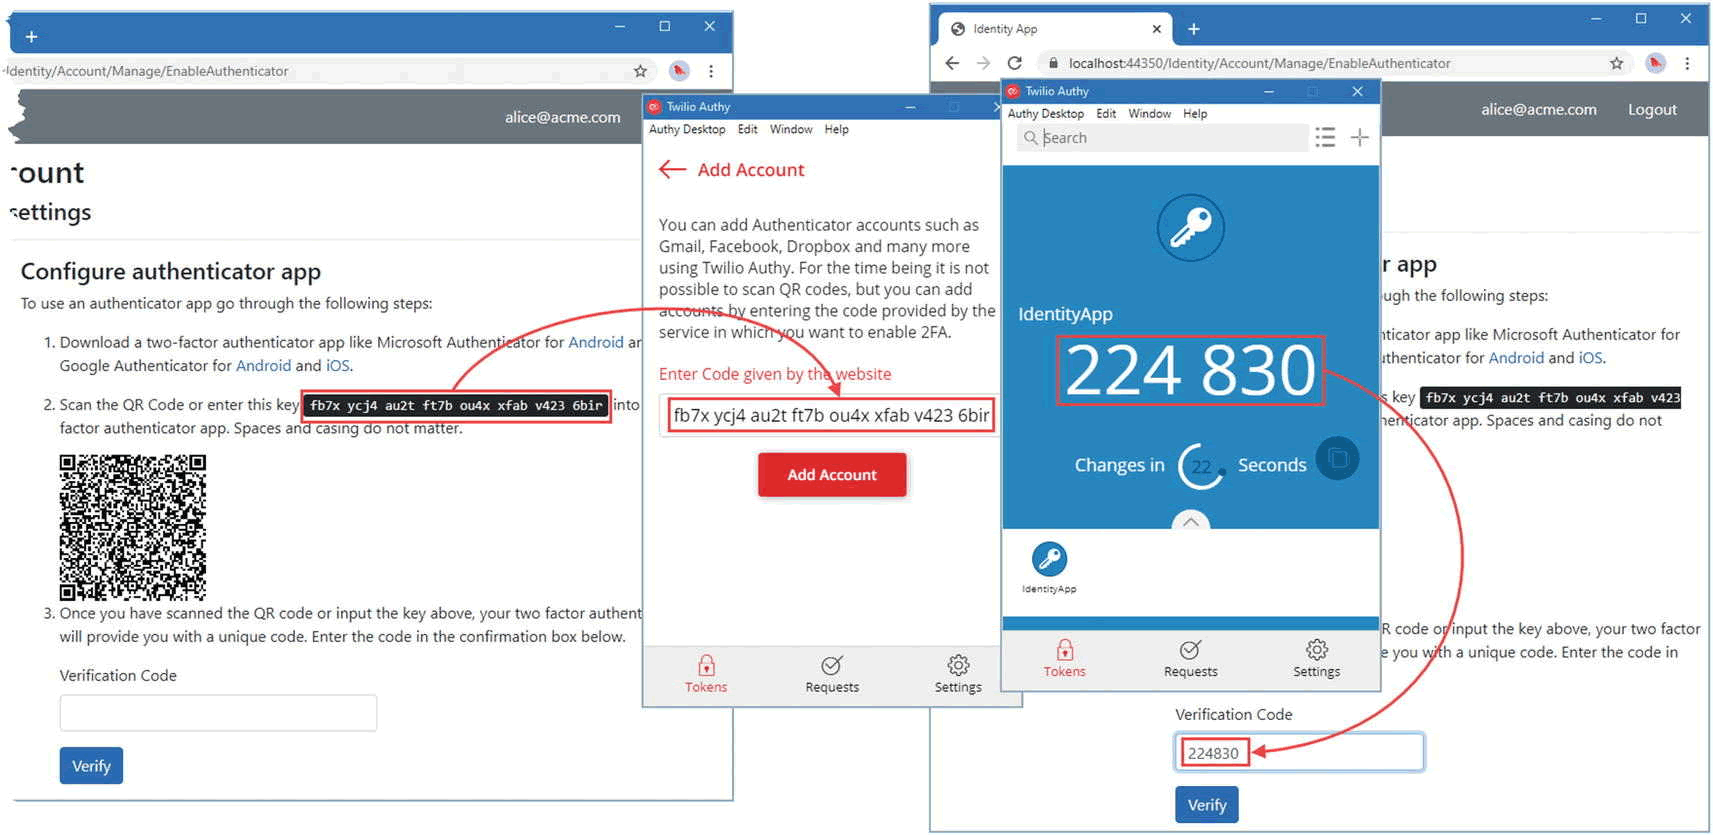 -Identity/Account/Manage/EnableAuthenticator
alice@acme.com
ount
settings
Configure authenticator app
To use an authenticator app go through the following steps:
1. Download a two-factor authenticator app like Microsoft Authenticator for Android an
Google Authenticator for Android and iOS.
2. Scan the QR Code or enter this key fb7x ycj4 au2t ft7b ou4x xfab v423 6bir into
factor authenticator app. Spaces and casing do not matter.
3. Once you have scanned the QR code or input the key above, your two factor authent
will provide you with a unique code. Enter the code in the confirmation box below.
Verification Code
Verify
Twilio Authy
Authy Desktop Edit Window Help
Add Account
You can add Authenticator accounts such as
Gmail, Facebook, Dropbox and many more
using Twilio Authy. For the time being it is not
possible to scan QR codes, but you can add
accounts by entering the code provided by the
service in which you want to enable 2FA.
Enter Code given by the website
fb7x ycj4 au2t ft7b ou4x xfab v423 6bir
Add Account
Tokens Requests Settings
Identity App
localhost:44350/Identity/Account/Manage/EnableAuthenticator
alice@acme.com Logout
Twilio Authy
Authy Desktop Edit Window Help
Search
IdentityApp
224 830
Changes in 22 Seconds
IdentityApp
Tokens Requests Settings
r app
ugh the following steps:
nticator app like Microsoft Authenticator for
uthenticator for Android and iOS.
s key fb7x ycj4 au2t ft7b ou4x xfab v423
henticator app. Spaces and casing do not
R code or input the key above, your two factor
e you with a unique code. Enter the code in
Verification Code
224830
Verify